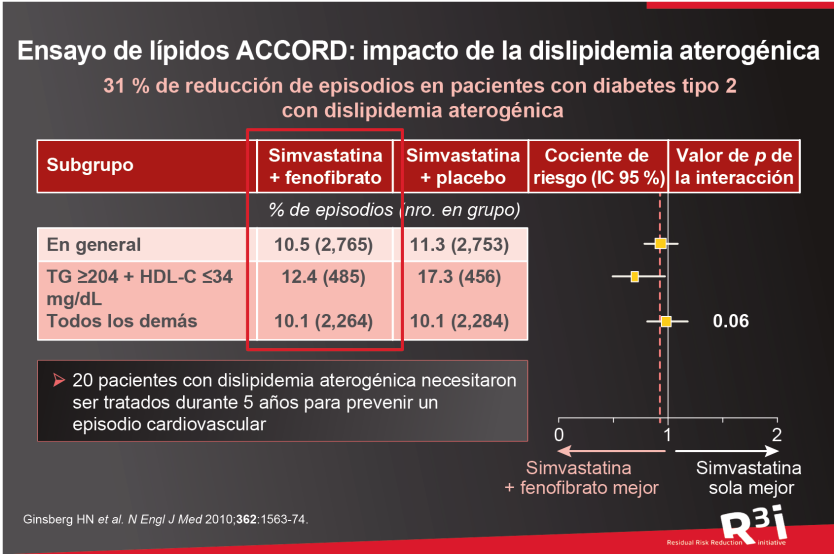 Ensayo de lípidos ACCORD: impacto de la dislipidemia aterogénica
31 % de reducción de episodios en pacientes con diabetes tipo 2
con dislipidemia aterogénica
Subgrupo
Simvastatina
+ fenofibrato
Simvastatina
+ placebo
Cociente de
riesgo (IC 95 %)
Valor de p de
la interacción
% de episodios (nro. en grupo)
En general 10.5 (2,765) 11.3 (2,753)
TG ≥204 + HDL-C ≤34 12.4 (485) 17.3 (456)
mg/dL
Todos los demás 10.1 (2,264) 10.1 (2,284) 0.06
➢ 20 pacientes con dislipidemia aterogénica necesitaron
ser tratados durante 5 años para prevenir un
episodio cardiovascular
0 1 2
Simvastatina
+ fenofibrato mejor
Simvastatina
sola mejor
Ginsberg HN et al. N Engl J Med 2010;362:1563-74.
R3i
Residual Risk Reduction initiative